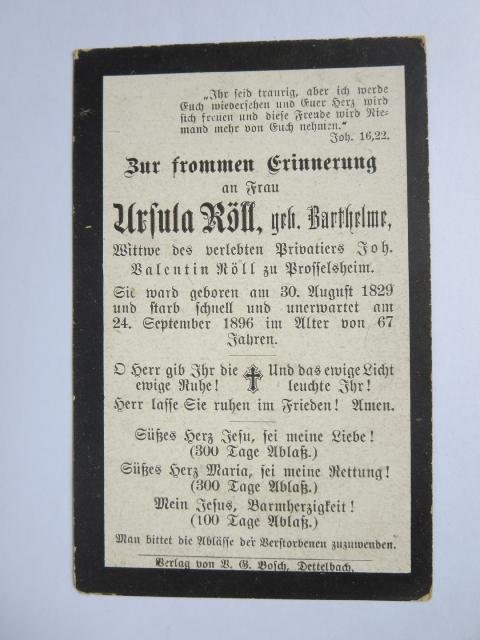 „Ihr seid traurig, aber ich werde
Euch wiedersehen und Euer Herz wird
sich freuen und diese Freude wird Nie-
mand mehr von Euch nehmen."
Joh. 16,22.
Zur frommen Erinnerung
an Frau
Ursula Röll, geb. Barthelme,
Wittwe des verlebten Privatiers Joh.
Valentin Röll zu Prosselsheim.
Sie ward geboren am 30. August 1829
und starb schnell und unerwartet am
24. September 1896 im Alter von 67
Jahren.
O Herr gib Ihr die
ewige Ruhe!
Und das ewige Licht
leuchte Ihr!
Herr lasse Sie ruhen im Frieden! Amen.
Süßes Herz Jesu, sei meine Liebe!
(300 Tage Ablaß.)
Süßes Herz Maria, sei meine Rettung!
(300 Tage Ablaß.)
Mein Jesus, Barmherzigkeit!
(100 Tage Ablaß.)
Man bittet die Ablässe der Verstorbenen zuzuwenden.
Verlag von V. G. Bosch, Dettelbach.